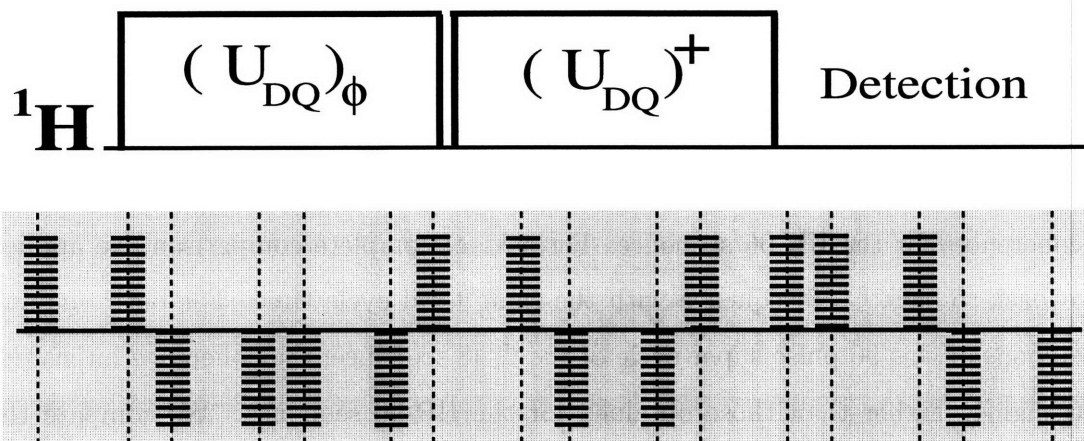 ¹H ( U_DQ )_ϕ ( U_DQ )⁺ Detection